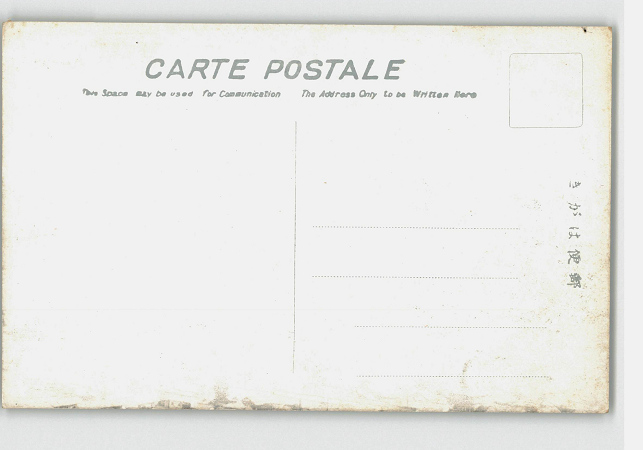 CARTE POSTALE
This Space may be used For Communication The Address Only to be Written Here
きがは便郵